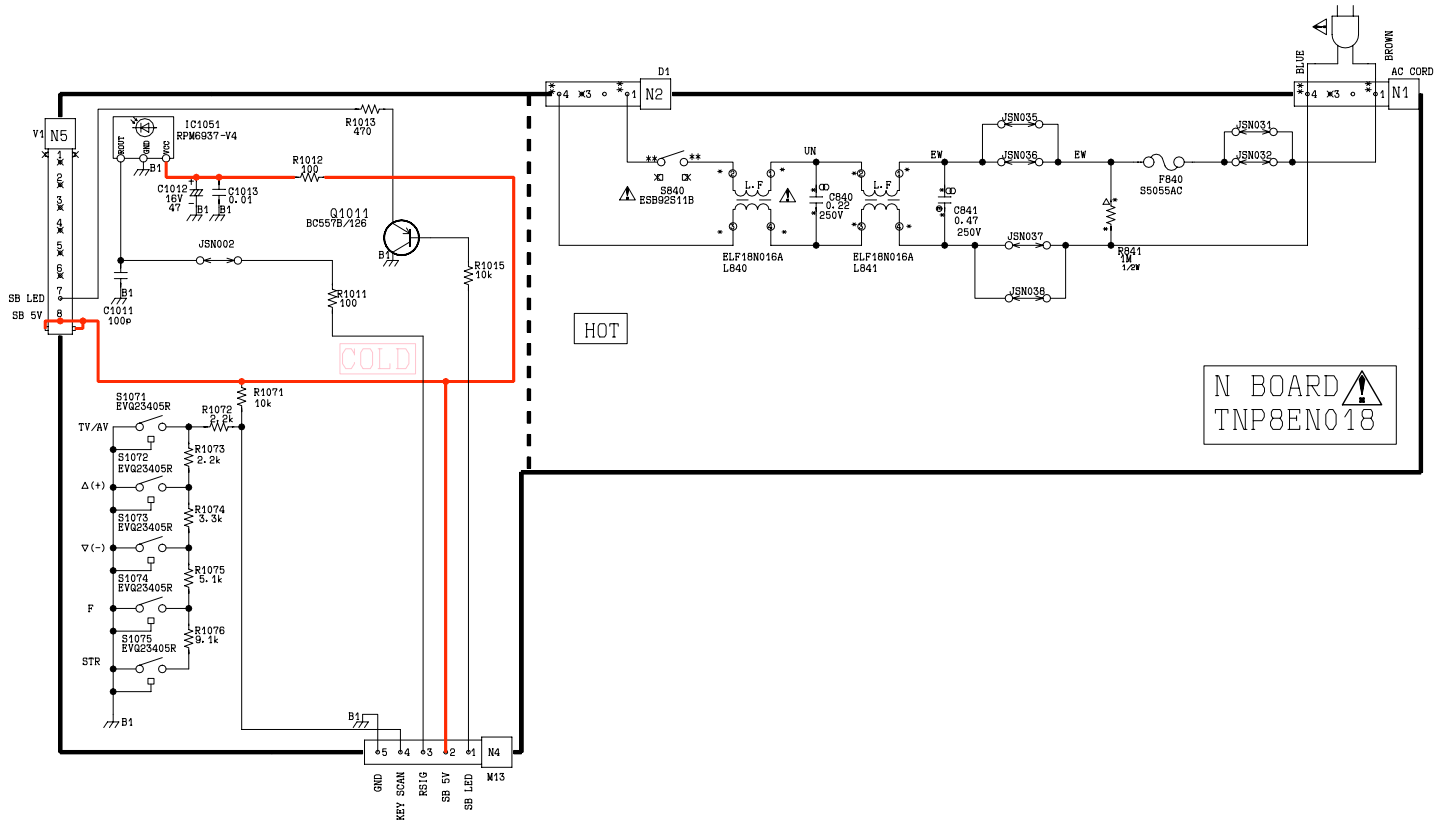 D1
N2
** 4 3 ** 1
BLUE
BROWN
AC CORD
N1
** 4 3 ** 1
V1 N5
1
2
3
4
5
6
7
8
SB LED
SB 5V
IC1051
RPM6937-V4
ROUT
GND
VCC
B1
R1013
470
R1012
100
C1012
16V
47
+
-
B1
C1013
0.01
B1
Q1011
BC557B/126
B1
JSN002
R1015
10k
R1011
100
B1
C1011
100p
COLD
HOT
** **
S840
ESB92S11B
L.F
ELF18N016A
L840
UN
C840
0.22
250V
L.F
ELF18N016A
L841
EW
C841
0.47
250V
JSN035
JSN036
JSN037
JSN038
EW
F840
S5055AC
JSN031
JSN032
R841
1M
1/2W
N BOARD
TNP8EN018
R1071
10k
S1071
EVQ23405R
TV/AV
R1072
2.2k
R1073
2.2k
S1072
EVQ23405R
△(+)
R1074
3.3k
S1073
EVQ23405R
▽(-)
R1075
5.1k
S1074
EVQ23405R
F
R1076
9.1k
S1075
EVQ23405R
STR
B1
B1
5 4 3 2 1 N4
M13
GND
KEY SCAN
RSIG
SB 5V
SB LED